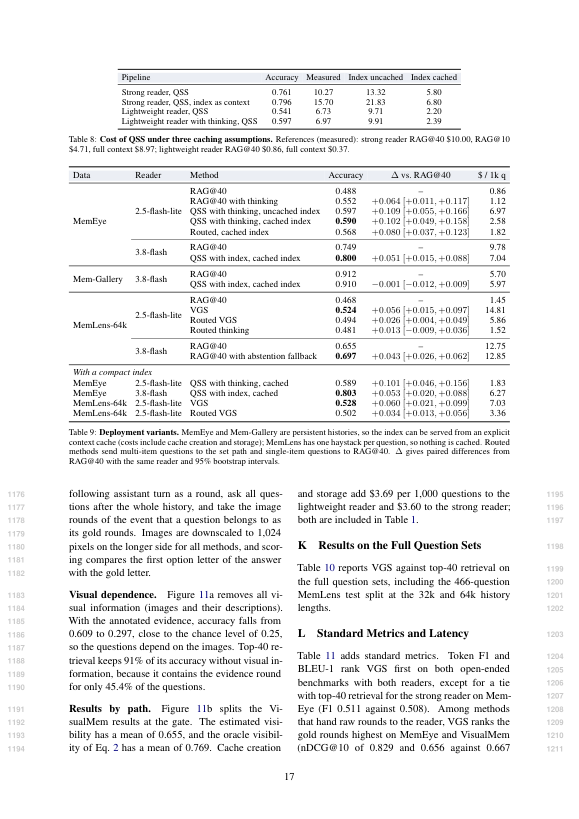 Pipeline Accuracy Measured Index uncached Index cached
Strong reader, QSS 0.761 10.27 13.32 5.80
Strong reader, QSS, index as context 0.796 15.70 21.83 6.80
Lightweight reader, QSS 0.541 6.73 9.71 2.20
Lightweight reader with thinking, QSS 0.597 6.97 9.91 2.39
Table 8: Cost of QSS under three caching assumptions. References (measured): strong reader RAG@40 $10.00, RAG@10
$4.71, full context $8.97; lightweight reader RAG@40 $0.86, full context $0.37.
Data Reader Method Accuracy Δ vs. RAG@40 $ / 1k q
MemEye 2.5-flash-lite RAG@40 0.488 – 0.86
RAG@40 with thinking 0.552 +0.064 [+0.011, +0.117] 1.12
QSS with thinking, uncached index 0.597 +0.109 [+0.055, +0.166] 6.97
QSS with thinking, cached index 0.590 +0.102 [+0.049, +0.158] 2.58
Routed, cached index 0.568 +0.080 [+0.037, +0.123] 1.82
3.8-flash RAG@40 0.749 – 9.78
QSS with index, cached index 0.800 +0.051 [+0.015, +0.088] 7.04
Mem-Gallery 3.8-flash RAG@40 0.912 – 5.70
QSS with index, cached index 0.910 −0.001 [−0.012, +0.009] 5.97
MemLens-64k 2.5-flash-lite RAG@40 0.468 – 1.45
VGS 0.524 +0.056 [+0.015, +0.097] 14.81
Routed VGS 0.494 +0.026 [+0.004, +0.049] 5.86
Routed thinking 0.481 +0.013 [−0.009, +0.036] 1.52
3.8-flash RAG@40 0.655 – 12.75
RAG@40 with abstention fallback 0.697 +0.043 [+0.026, +0.062] 12.85
With a compact index
MemEye 2.5-flash-lite QSS with thinking, cached 0.589 +0.101 [+0.046, +0.156] 1.83
MemEye 3.8-flash QSS with index, cached 0.803 +0.053 [+0.020, +0.088] 6.27
MemLens-64k 2.5-flash-lite VGS 0.528 +0.060 [+0.021, +0.099] 7.03
MemLens-64k 2.5-flash-lite Routed VGS 0.502 +0.034 [+0.013, +0.056] 3.36
Table 9: Deployment variants. MemEye and Mem-Gallery are persistent histories, so the index can be served from an explicit
context cache (costs include cache creation and storage); MemLens has one haystack per question, so nothing is cached. Routed
methods send multi-item questions to the set path and single-item questions to RAG@40. Δ gives paired differences from
RAG@40 with the same reader and 95% bootstrap intervals.
1176 following assistant turn as a round, ask all ques-
1177 tions after the whole history, and take the image
1178 rounds of the event that a question belongs to as
1179 its gold rounds. Images are downscaled to 1,024
1180 pixels on the longer side for all methods, and scor-
1181 ing compares the first option letter of the answer
1182 with the gold letter.
1183 Visual dependence. Figure 11a removes all vi-
1184 sual information (images and their descriptions).
1185 With the annotated evidence, accuracy falls from
1186 0.609 to 0.297, close to the chance level of 0.25,
1187 so the questions depend on the images. Top-40 re-
1188 trieval keeps 91% of its accuracy without visual in-
1189 formation, because it contains the evidence round
1190 for only 45.4% of the questions.
1191 Results by path. Figure 11b splits the Vi-
1192 sualMem results at the gate. The estimated visi-
1193 bility has a mean of 0.655, and the oracle visibil-
1194 ity of Eq. 2 has a mean of 0.769. Cache creation
and storage add $3.69 per 1,000 questions to the 1195
lightweight reader and $3.60 to the strong reader; 1196
both are included in Table 1. 1197
K Results on the Full Question Sets 1198
Table 10 reports VGS against top-40 retrieval on 1199
the full question sets, including the 466-question 1200
MemLens test split at the 32k and 64k history 1201
lengths. 1202
L Standard Metrics and Latency 1203
Table 11 adds standard metrics. Token F1 and 1204
BLEU-1 rank VGS first on both open-ended 1205
benchmarks with both readers, except for a tie 1206
with top-40 retrieval for the strong reader on Mem- 1207
Eye (F1 0.511 against 0.508). Among methods 1208
that hand raw rounds to the reader, VGS ranks the 1209
gold rounds highest on MemEye and VisualMem 1210
(nDCG@10 of 0.829 and 0.656 against 0.667 1211
17